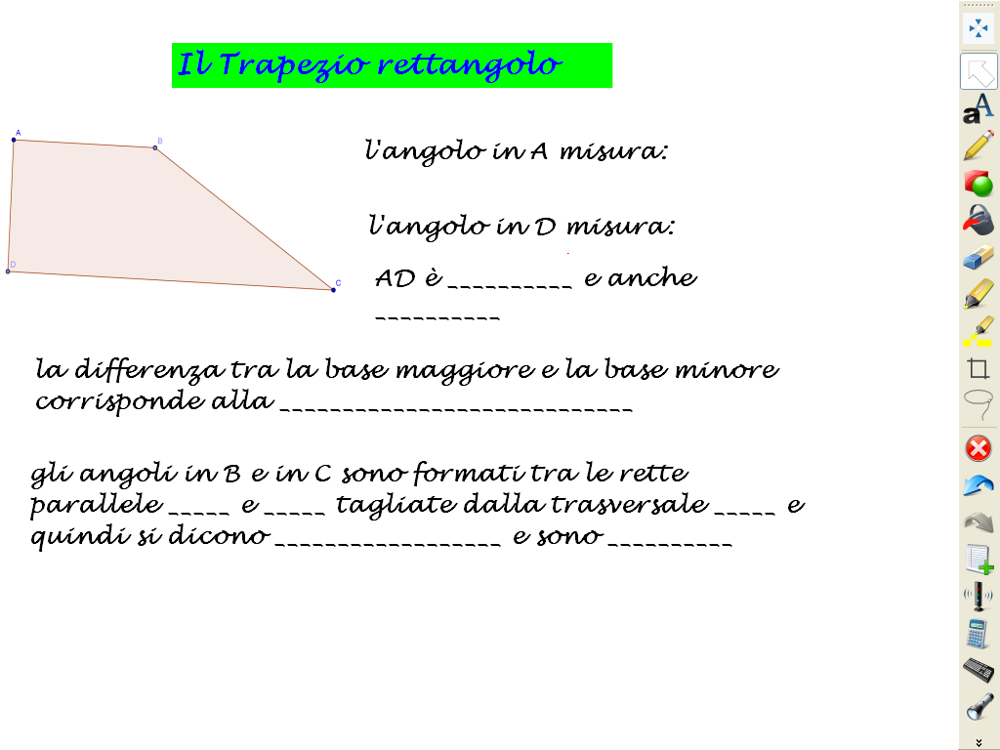 Il Trapezio rettangolo
A
B
l'angolo in A misura:
l'angolo in D misura:
D
C
AD è __________ e anche
__________
la differenza tra la base maggiore e la base minore
corrisponde alla ____________________________
gli angoli in B e in C sono formati tra le rette
parallele _____ e _____ tagliate dalla trasversale _____ e
quindi si dicono __________________ e sono __________
aA